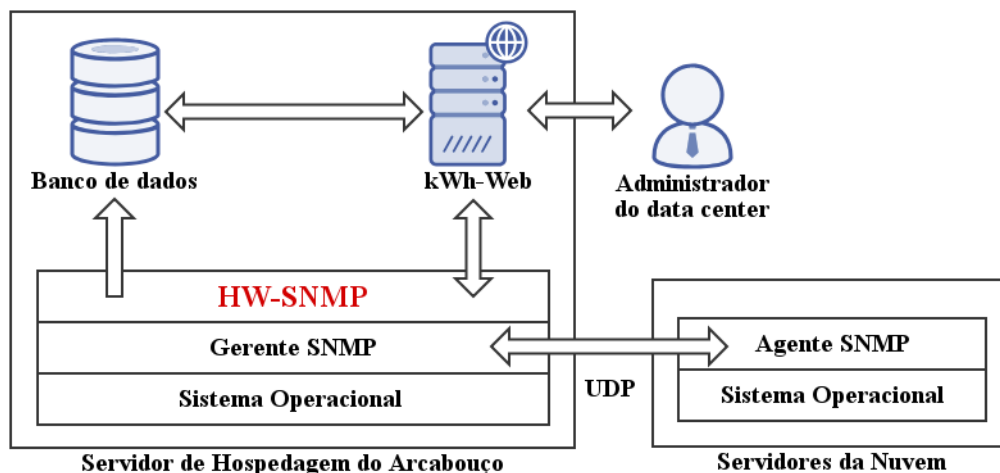 Banco de dados
kWh-Web
Administrador
do data center
HW-SNMP
Gerente SNMP
Sistema Operacional
UDP
Agente SNMP
Sistema Operacional
Servidor de Hospedagem do Arcabouço
Servidores da Nuvem